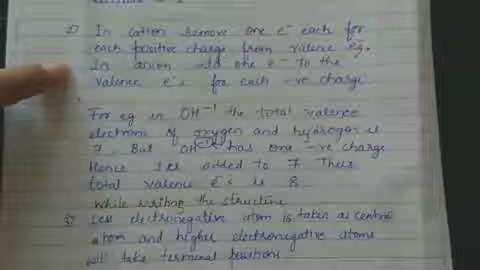 2) In cation remove one e⁻ each for
each positive charge from valence e⁻s.
In anion add one e⁻ to the
valence e⁻s for each -ve charge
For eg in OH⁻¹ the total valence
electrons of oxygen and hydrogen is
7. But OH⁻¹ has one -ve charge
Hence 1 is added to 7 Thus
total valence e⁻s is 8
While writing the structure
Less electronegative atom is taken as central
atom and higher electronegative atoms
will take terminal positions